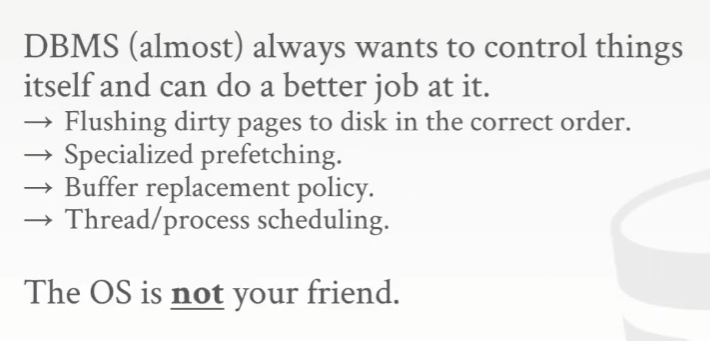 DBMS (almost) always wants to control things
itself and can do a better job at it.
→ Flushing dirty pages to disk in the correct order.
→ Specialized prefetching.
→ Buffer replacement policy.
→ Thread/process scheduling.
The OS is not your friend.